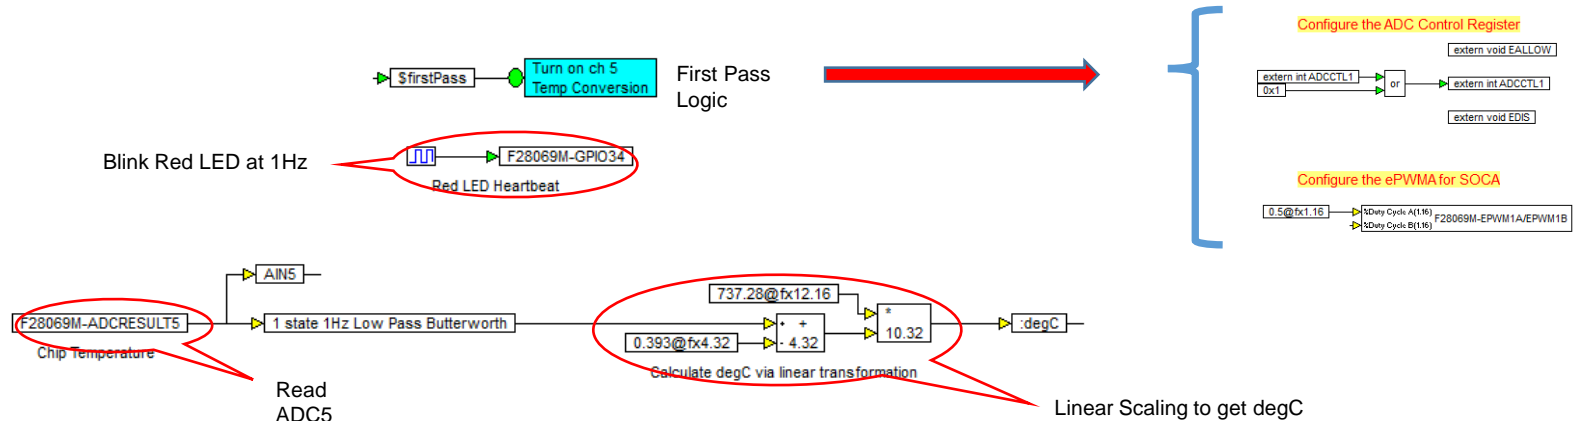 Configure the ADC Control Register
extern void EALLOW
$firstPass
Turn on ch 5
Temp Conversion
First Pass
Logic
extern int ADCCTL1
0x1
or
extern int ADCCTL1
extern void EDIS
Blink Red LED at 1Hz
F28069M-GPIO34
Red LED Heartbeat
Configure the ePWMA for SOCA
0.5@fx1.16
%Duty Cycle A(1.16)
%Duty Cycle B(1.16)
F28069M-EPWM1A/EPWM1B
AIN5
737.28@fx12.16
F28069M-ADCRESULT5
1 state 1Hz Low Pass Butterworth
+ +
- 4.32
*
10.32
:degC
0.393@fx4.32
Chip Temperature
Calculate degC via linear transformation
Read
ADC5
Linear Scaling to get degC